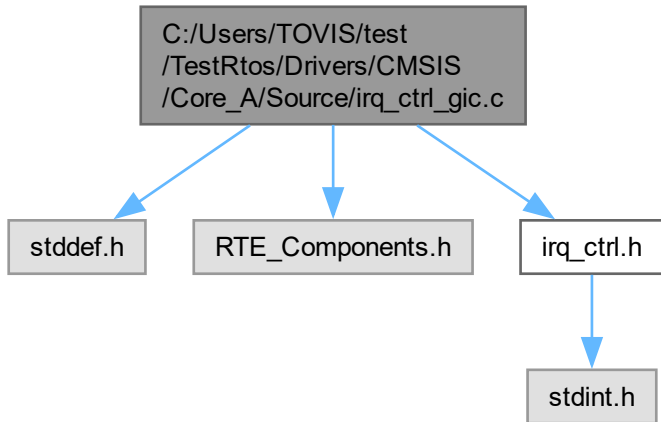 C:/Users/TOVIS/test
/TestRtos/Drivers/CMSIS
/Core_A/Source/irq_ctrl_gic.c
stddef.h
RTE_Components.h
irq_ctrl.h
stdint.h